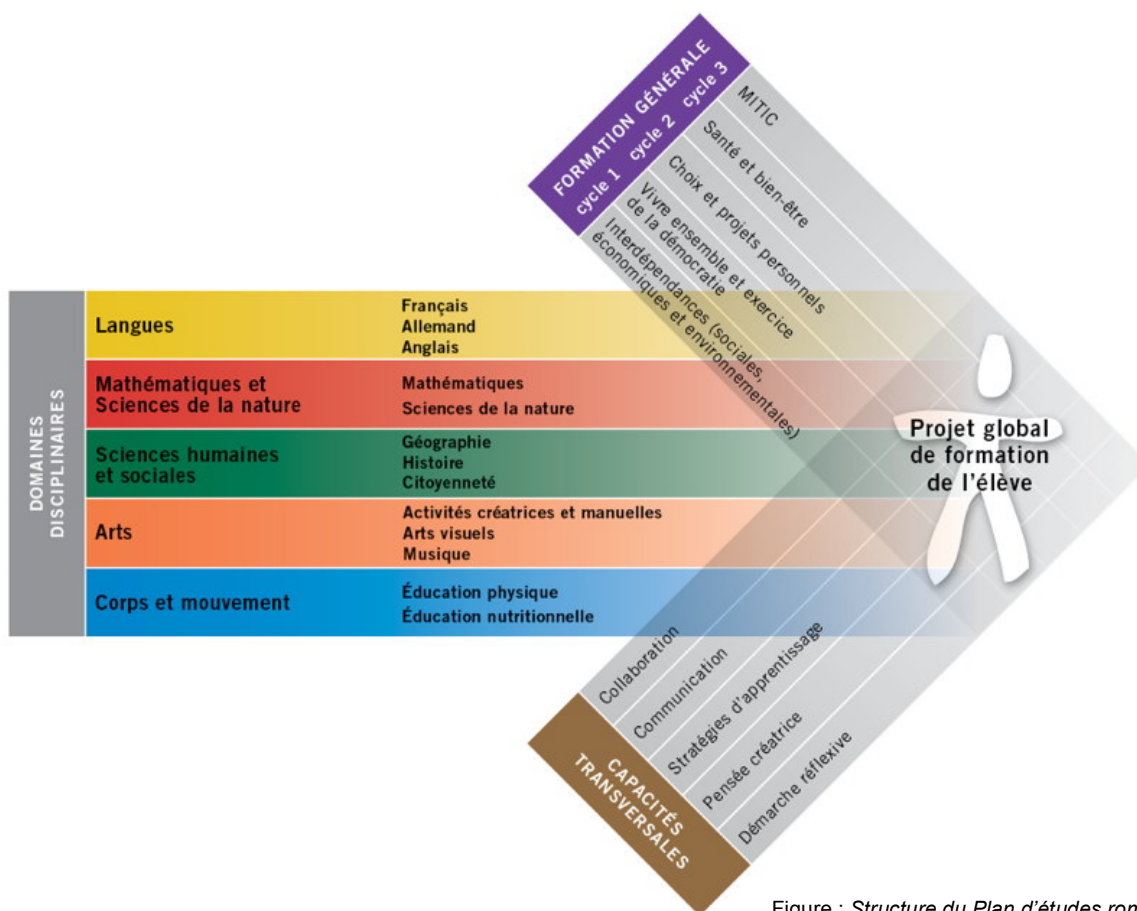 FORMATION GÉNÉRALE
cycle 1 cycle 2 cycle 3
MITIC
Santé et bien-être
Choix et projets personnels
Vivre ensemble et exercice
de la démocratie
Interdépendances (sociales,
économiques et environnementales)
DOMAINES
DISCIPLINAIRES
Langues
Français
Allemand
Anglais
Mathématiques et
Sciences de la nature
Mathématiques
Sciences de la nature
Sciences humaines
et sociales
Géographie
Histoire
Citoyenneté
Arts
Activités créatrices et manuelles
Arts visuels
Musique
Corps et mouvement
Éducation physique
Éducation nutritionnelle
Projet global
de formation
de l'élève
Collaboration
Communication
Stratégies d'apprentissage
Pensée créatrice
Démarche réflexive
CAPACITÉS
TRANSVERSALES
Figure : Structure du Plan d'études